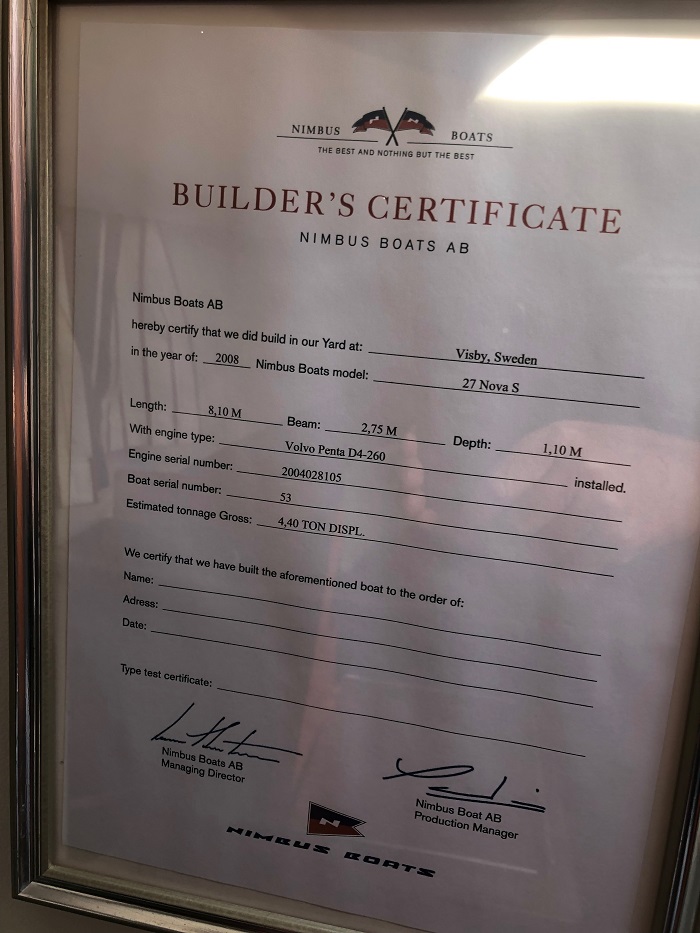 NIMBUS BOATS
THE BEST AND NOTHING BUT THE BEST
BUILDER'S CERTIFICATE
NIMBUS BOATS AB
Nimbus Boats AB
hereby certify that we did build in our Yard at: Visby, Sweden
in the year of: 2008 Nimbus Boats model: 27 Nova S
Length: 8,10 M Beam: 2,75 M Depth: 1,10 M
With engine type: Volvo Penta D4-260 installed.
Engine serial number: 2004028105
Boat serial number: 53
Estimated tonnage Gross: 4,40 TON DISPL.
We certify that we have built the aforementioned boat to the order of:
Name:
Adress:
Date:
Type test certificate:
Nimbus Boats AB
Managing Director
Nimbus Boat AB
Production Manager
N
NIMBUS BOATS